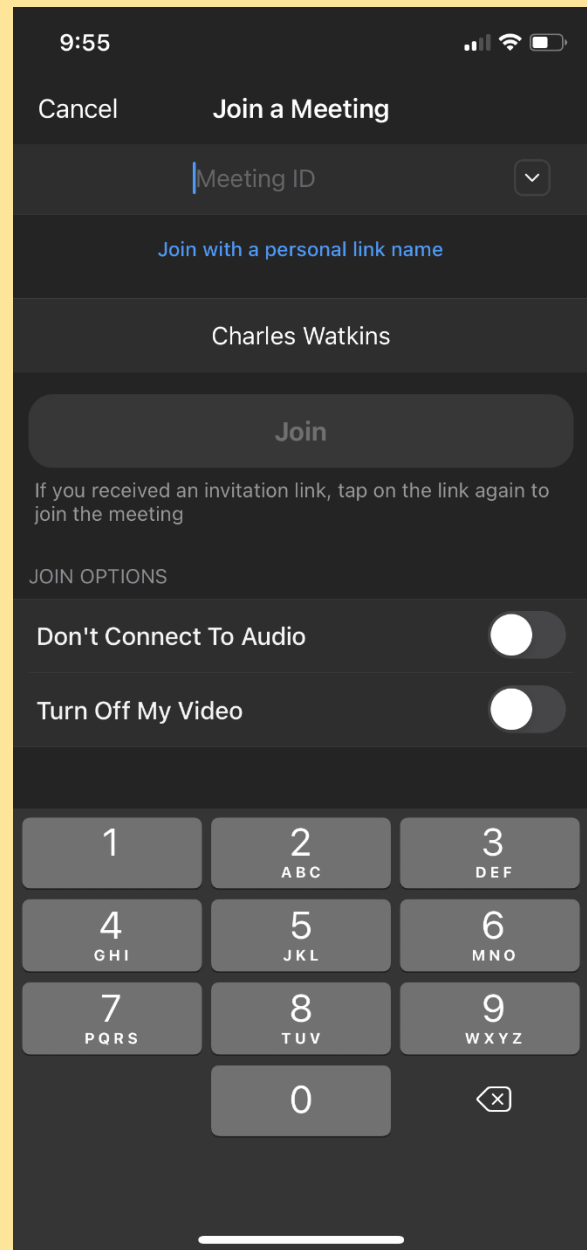 9:55
Cancel
Join a Meeting
Meeting ID
Join with a personal link name
Charles Watkins
Join
If you received an invitation link, tap on the link again to
join the meeting
JOIN OPTIONS
Don't Connect To Audio
Turn Off My Video
1 2 3
ABC DEF
4 5 6
GHI JKL MNO
7 8 9
PQRS TUV WXYZ
0